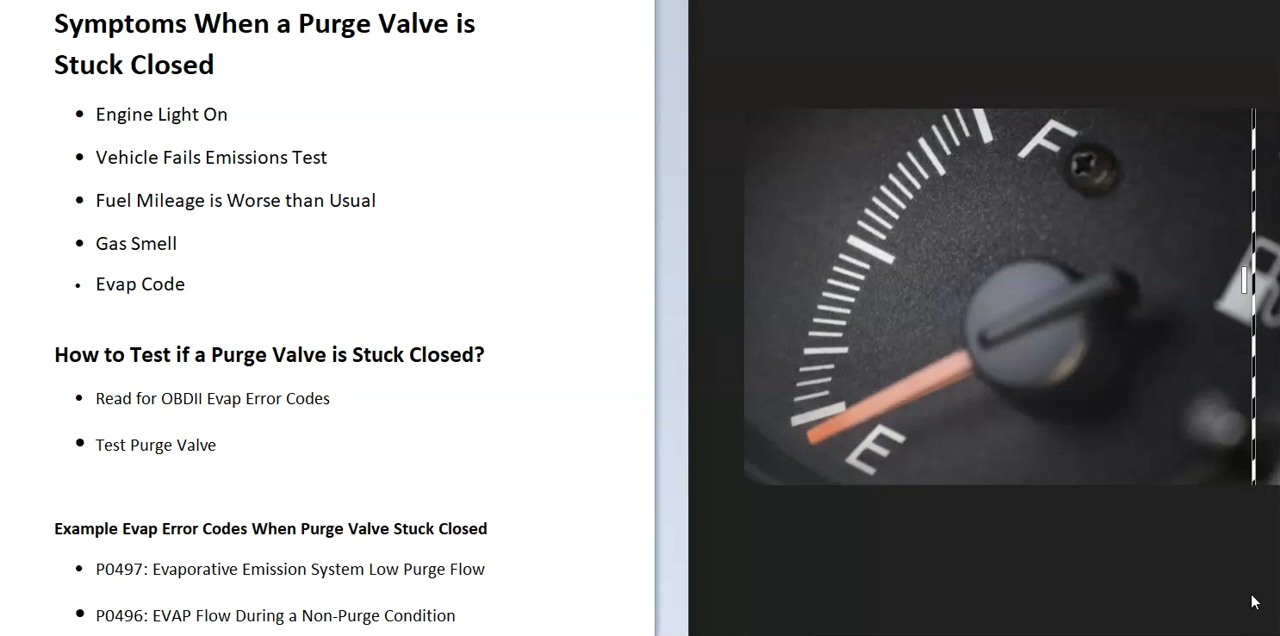 Symptoms When a Purge Valve is
Stuck Closed
• Engine Light On
• Vehicle Fails Emissions Test
• Fuel Mileage is Worse than Usual
• Gas Smell
• Evap Code
How to Test if a Purge Valve is Stuck Closed?
• Read for OBDII Evap Error Codes
• Test Purge Valve
Example Evap Error Codes When Purge Valve Stuck Closed
• P0497: Evaporative Emission System Low Purge Flow
• P0496: EVAP Flow During a Non-Purge Condition
F
E